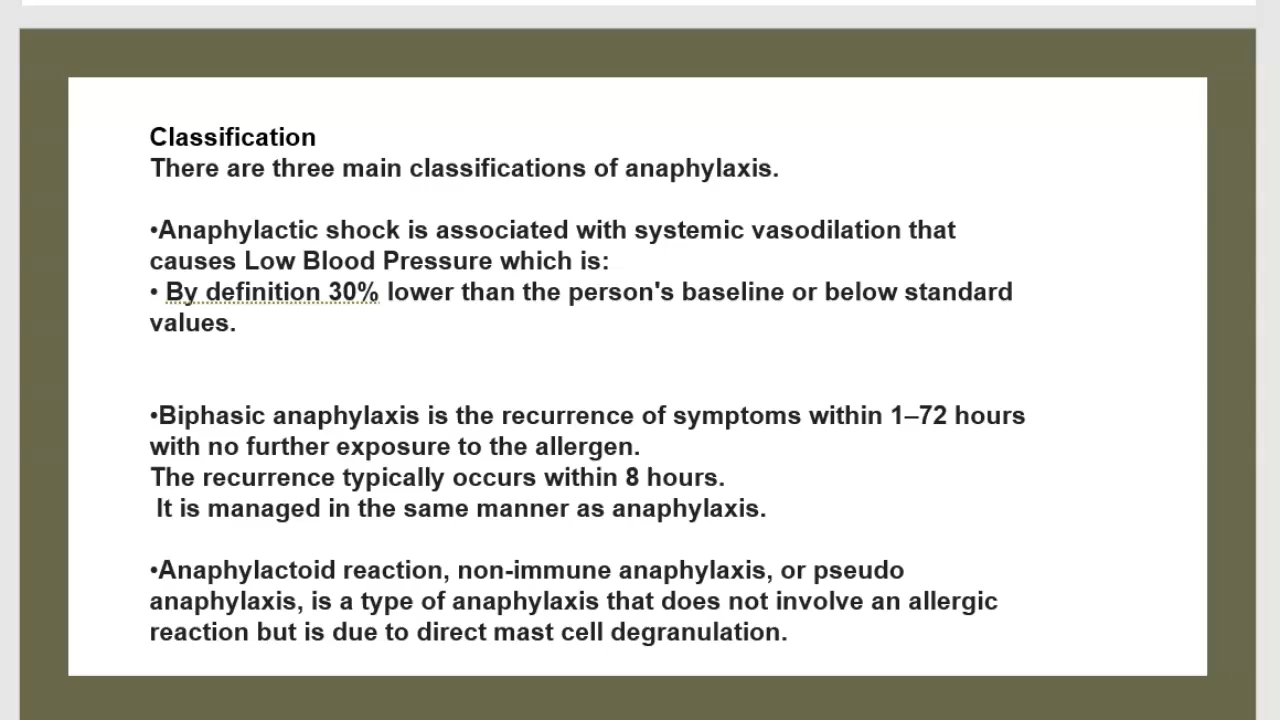 Classification
There are three main classifications of anaphylaxis.
•Anaphylactic shock is associated with systemic vasodilation that
causes Low Blood Pressure which is:
• By definition 30% lower than the person's baseline or below standard
values.
•Biphasic anaphylaxis is the recurrence of symptoms within 1–72 hours
with no further exposure to the allergen.
The recurrence typically occurs within 8 hours.
It is managed in the same manner as anaphylaxis.
•Anaphylactoid reaction, non-immune anaphylaxis, or pseudo
anaphylaxis, is a type of anaphylaxis that does not involve an allergic
reaction but is due to direct mast cell degranulation.